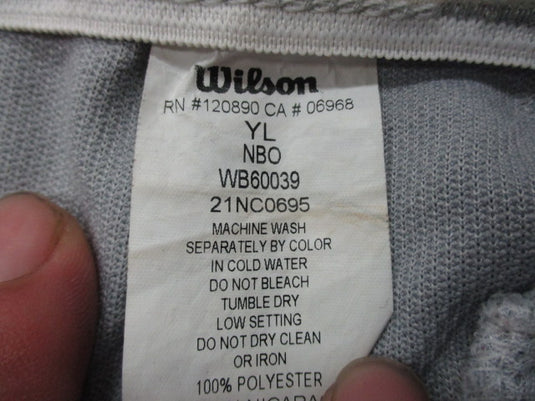 Wilson
RN #120890 CA # 06968
YL
NBO
WB60039
21NC0695
MACHINE WASH
SEPARATELY BY COLOR
IN COLD WATER
DO NOT BLEACH
TUMBLE DRY
LOW SETTING
DO NOT DRY CLEAN
OR IRON
100% POLYESTER